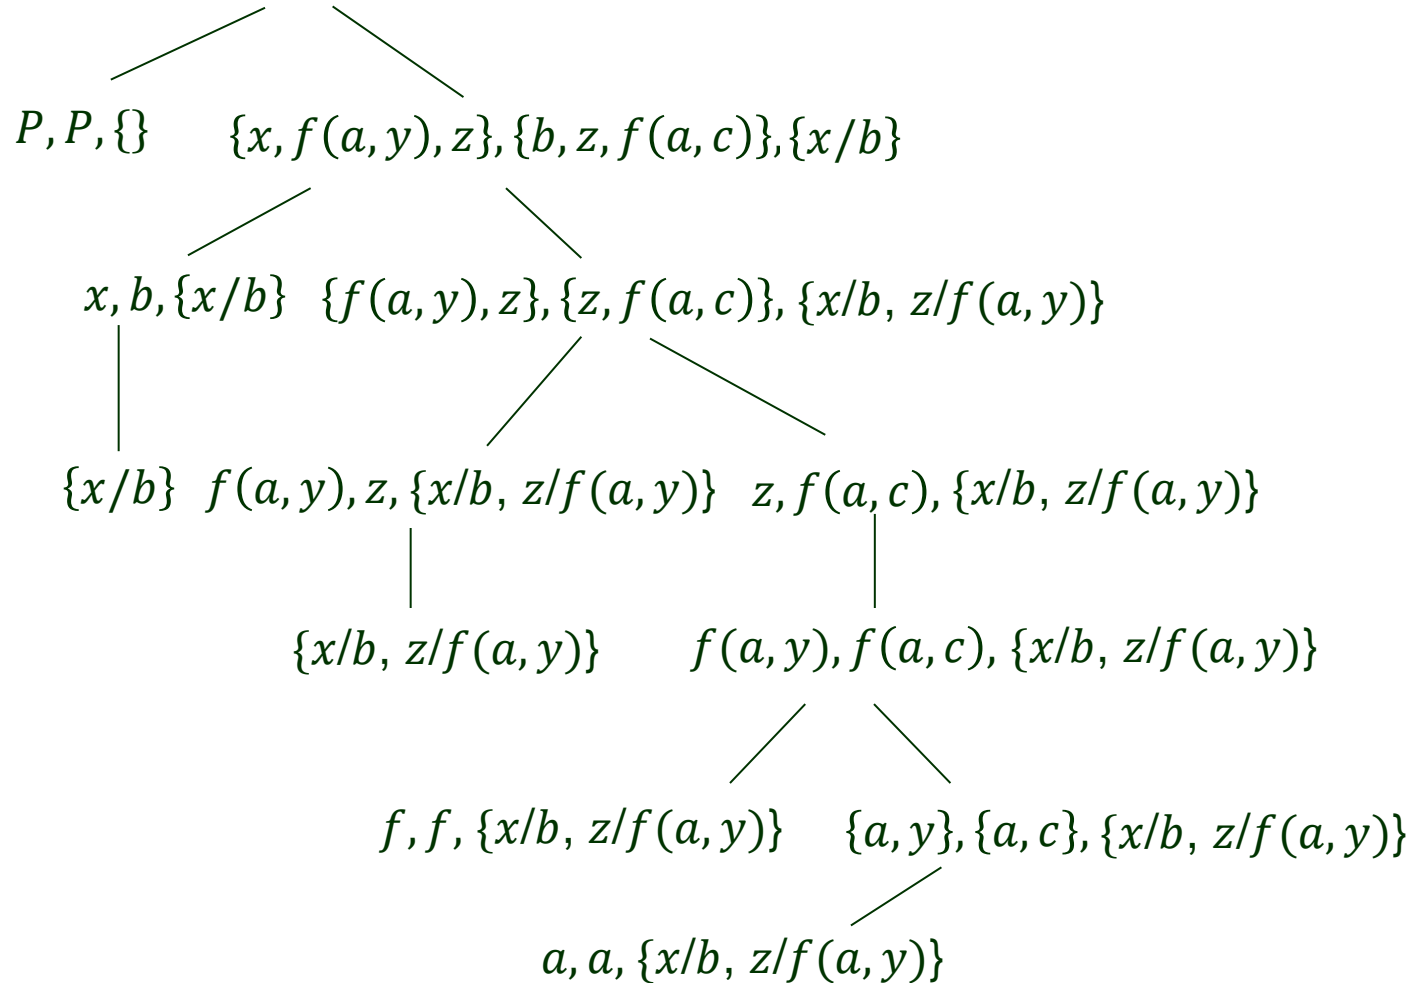 P, P, {} {x, f(a, y), z}, {b, z, f(a, c)}, {x/b}
x, b, {x/b} {f(a, y), z}, {z, f(a, c)}, {x/b, z/f(a, y)}
{x/b} f(a, y), z, {x/b, z/f(a, y)} z, f(a, c), {x/b, z/f(a, y)}
{x/b, z/f(a, y)} f(a, y), f(a, c), {x/b, z/f(a, y)}
f, f, {x/b, z/f(a, y)} {a, y}, {a, c}, {x/b, z/f(a, y)}
a, a, {x/b, z/f(a, y)}